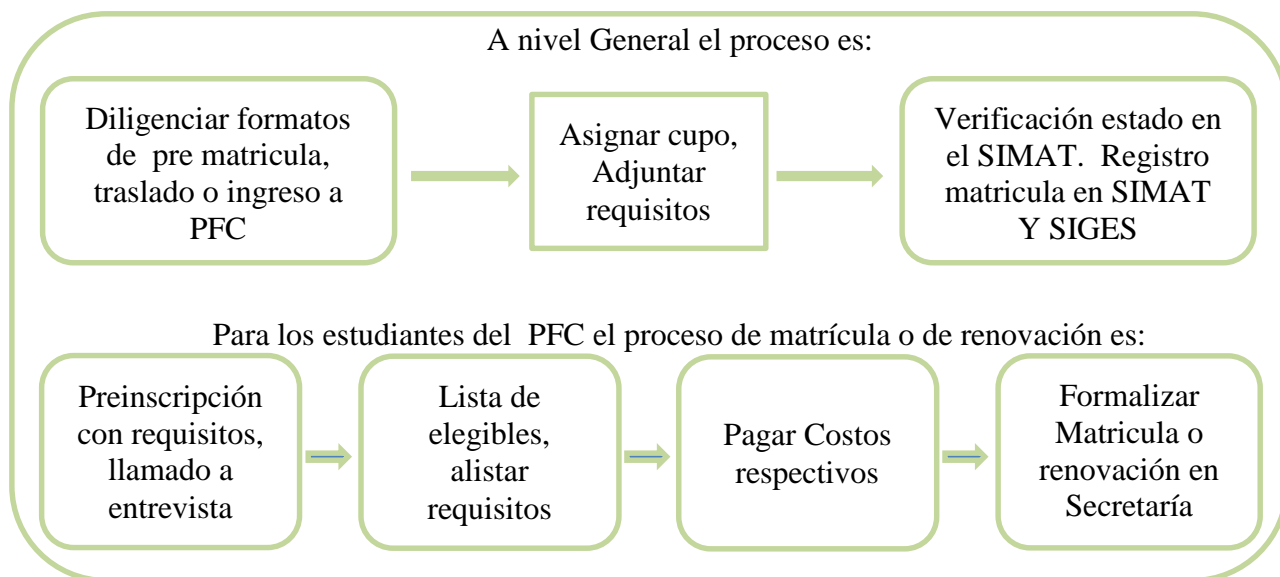 A nivel General el proceso es:
Diligenciar formatos
de pre matricula,
traslado o ingreso a
PFC
Asignar cupo,
Adjuntar
requisitos
Verificación estado en
el SIMAT. Registro
matricula en SIMAT
Y SIGES
Para los estudiantes del PFC el proceso de matrícula o de renovación es:
Preinscripción
con requisitos,
llamado a
entrevista
Lista de
elegibles,
alistar
requisitos
Pagar Costos
respectivos
Formalizar
Matricula o
renovación en
Secretaría